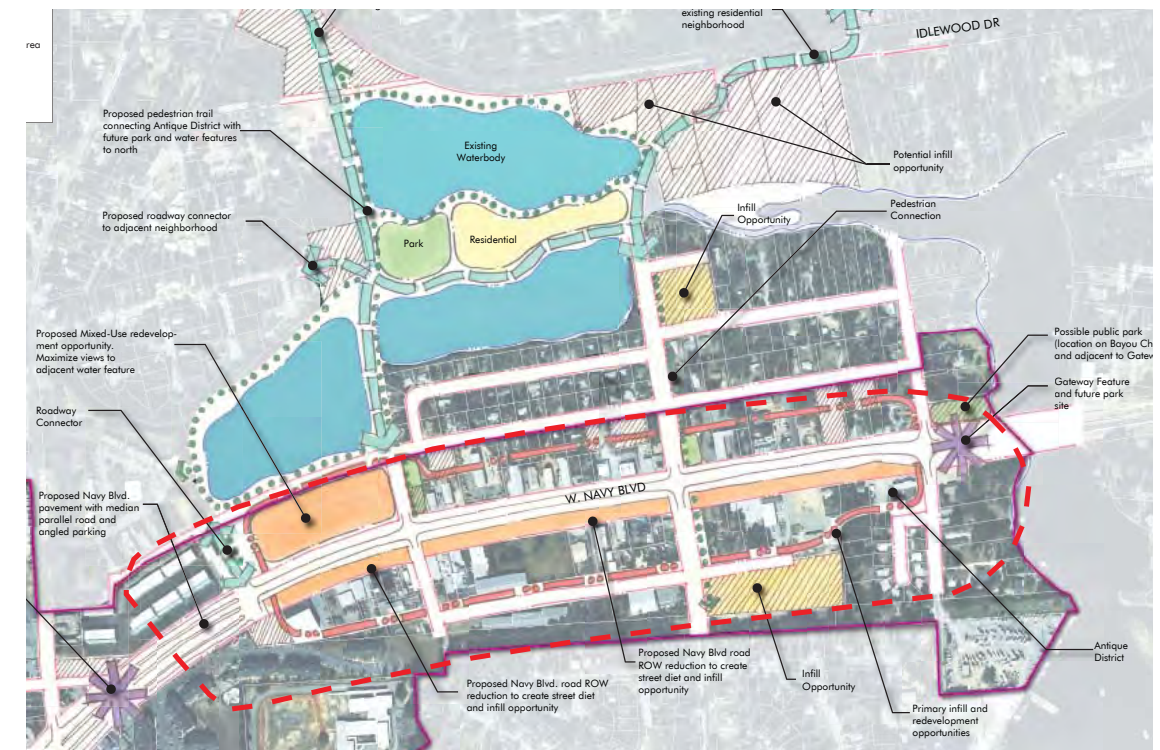 existing residential
neighborhood
IDLEWOOD DR
rea
Proposed pedestrian trail
connecting Antique District with
future park and water features
to north
Existing
Waterbody
Potential infill
opportunity
Proposed roadway connector
to adjacent neighborhood
Infill
Opportunity
Pedestrian
Connection
Park
Residential
Proposed Mixed-Use redevelop-
ment opportunity.
Maximize views to
adjacent water feature
Possible public park
(location on Bayou Ch
and adjacent to Gatew
Gateway Feature
and future park
site
Roadway
Connector
Proposed Navy Blvd.
pavement with median
parallel road and
angled parking
W. NAVY BLVD
Proposed Navy Blvd. road ROW
reduction to create street diet
and infill opportunity
Proposed Navy Blvd road
ROW reduction to create
street diet and infill
opportunity
Infill
Opportunity
Antique
District
Primary infill and
redevelopment
opportunities